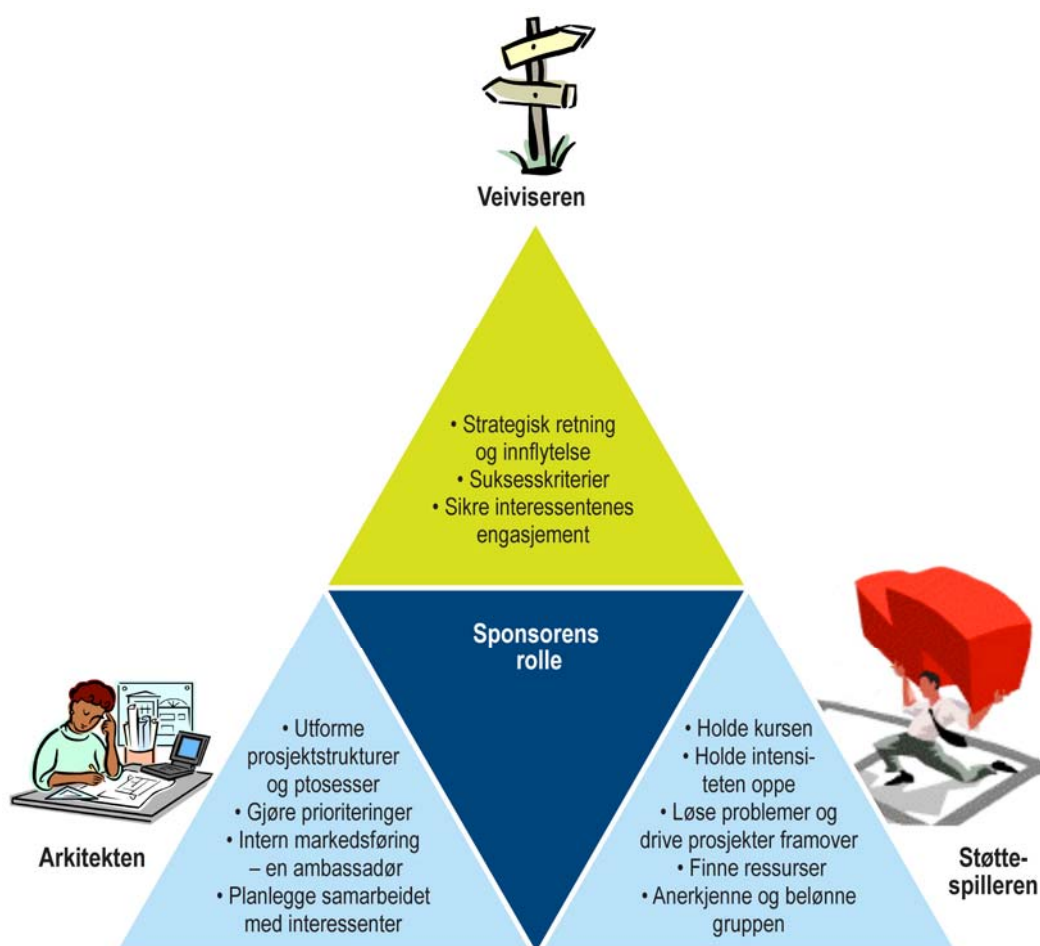 Veiviseren
• Strategisk retning
og innflytelse
• Suksesskriterier
• Sikre interessentenes
engasjement
Sponsorens
rolle
Arkitekten
• Utforme
prosjektstrukturer
og ptosesser
• Gjøre prioriteringer
• Intern markedsføring
– en ambassadør
• Planlegge samarbeidet
med interessenter
• Holde kursen
• Holde intensi-
teten oppe
• Løse problemer og
drive prosjekter framover
• Finne ressurser
• Anerkjenne og belønne
gruppen
Støtte-
spilleren